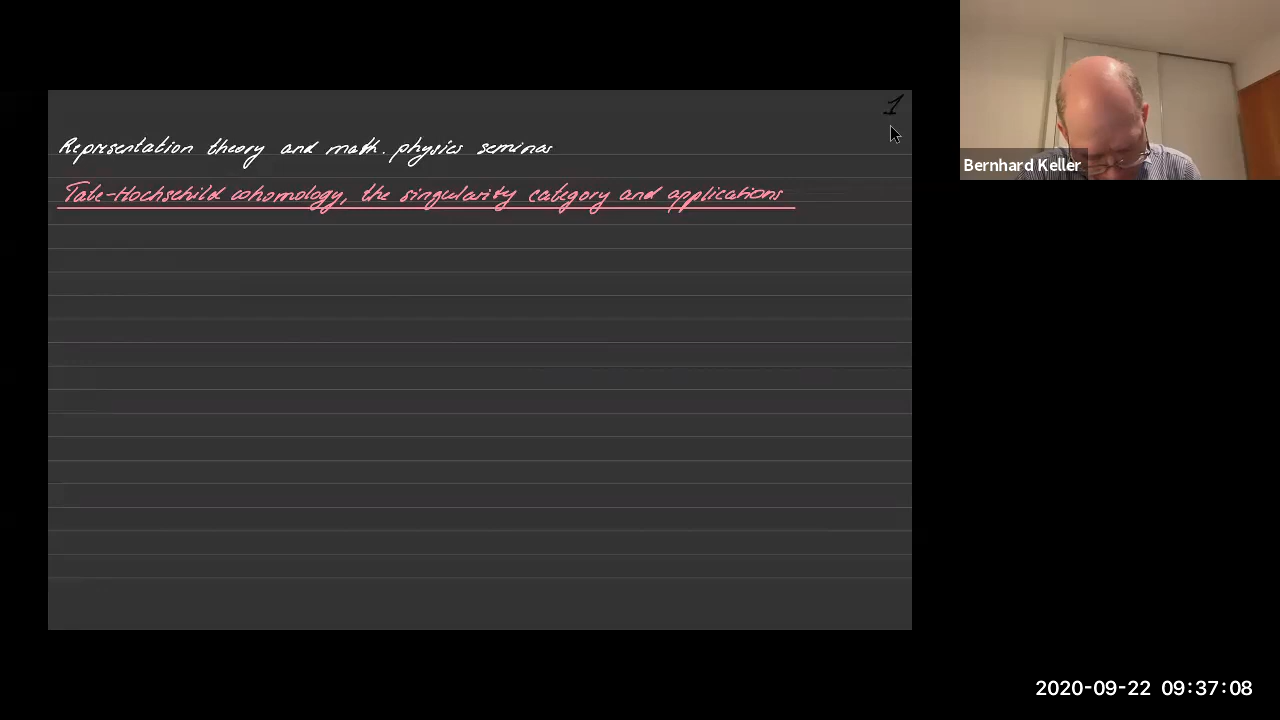 1
Representation theory and math. physics seminar
Tate-Hochschild cohomology, the singularity category and applications
Bernhard Keller
2020-09-22 09:37:08